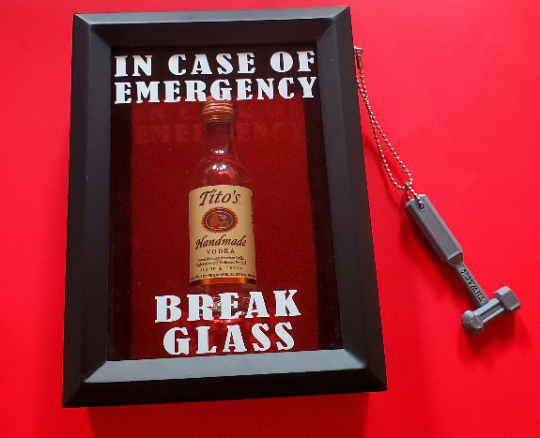 IN CASE OF
EMERGENCY
Tito's
Handmade
VODKA
BREAK
GLASS